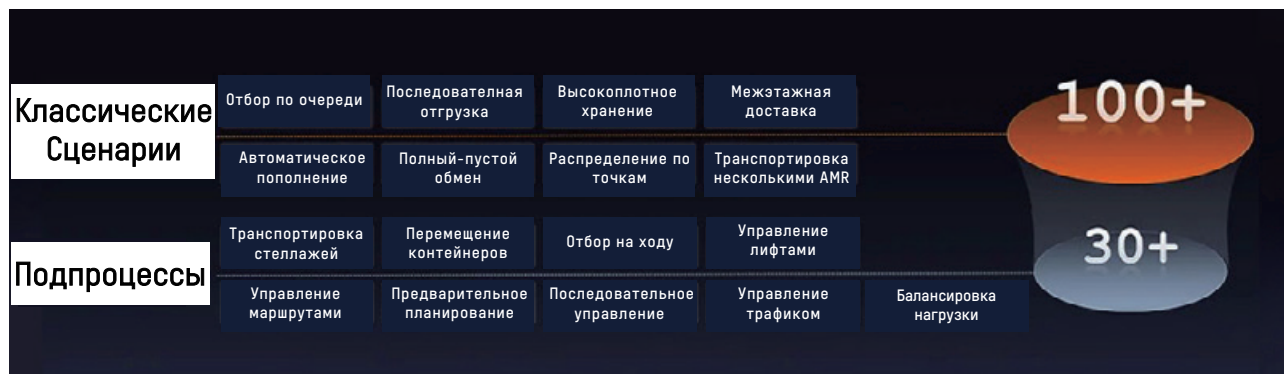 Классические
Сценарии
Отбор по очереди
Последователная
отгрузка
Высокоплотное
хранение
Межэтажная
доставка
100+
Автоматическое
пополнение
Полный-пустой
обмен
Распределение по
точкам
Транспортировка
несколькими AMR
Подпроцессы
Транспортировка
стеллажей
Перемещение
контейнеров
Отбор на ходу
Управление
лифтами
30+
Управление
маршрутами
Предварительное
планирование
Последовательное
управление
Управление
трафиком
Балансировка
нагрузки